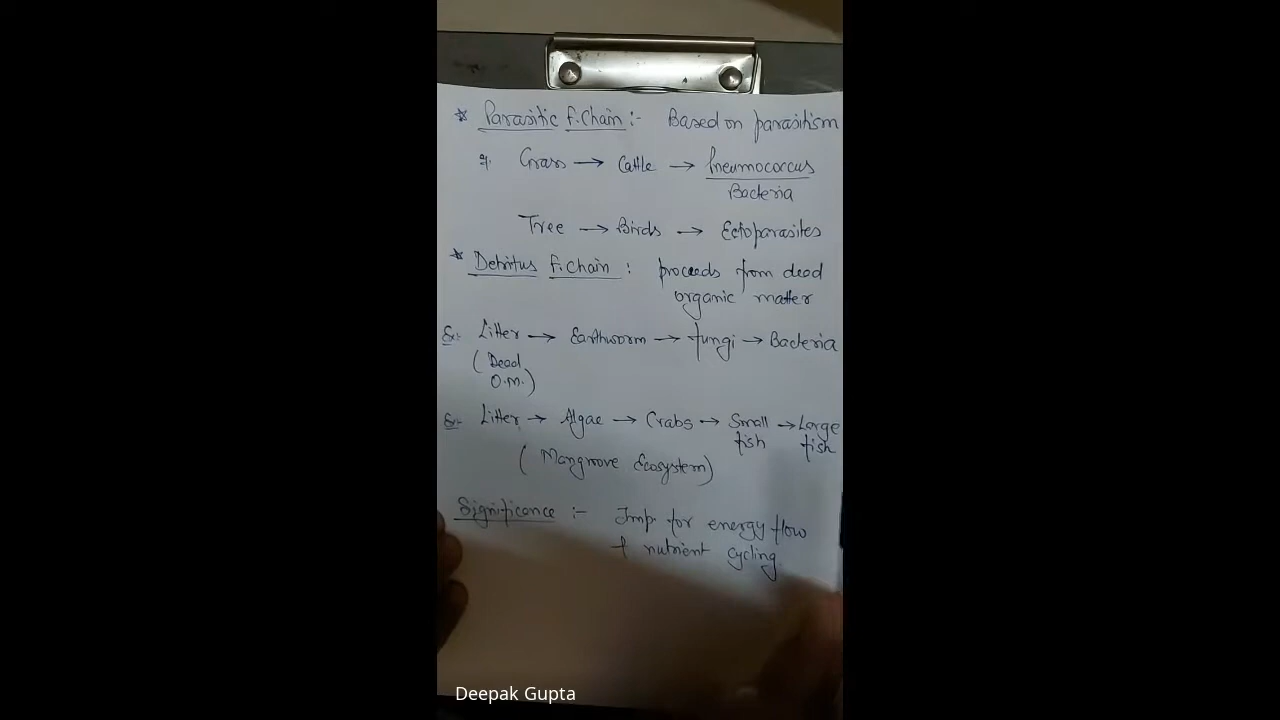 * Parasitic f. Chain :- Based on parasitism
eg. Grass → Cattle → Pneumococcus
Bacteria
Tree → Birds → Ectoparasites
* Detritus f. Chain : proceeds from dead
organic matter
Ex:- Litter → Earthworm → fungi → Bacteria
(Dead
O.M.)
Ex:- Litter → Algae → Crabs → Small → Large
fish fish
(Mangrove Ecosystem)
Significance :- Imp. for energy flow
+ nutrient cycling
Deepak Gupta